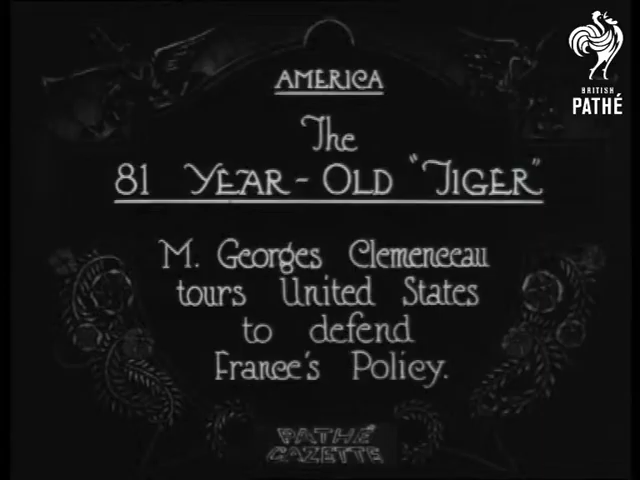 AMERICA
BRITISH
PATHÉ
The
81 YEAR-OLD "TIGER"
M. Georges Clemenceau
tours United States
to defend
France's Policy.
PATHÉ
GAZETTE